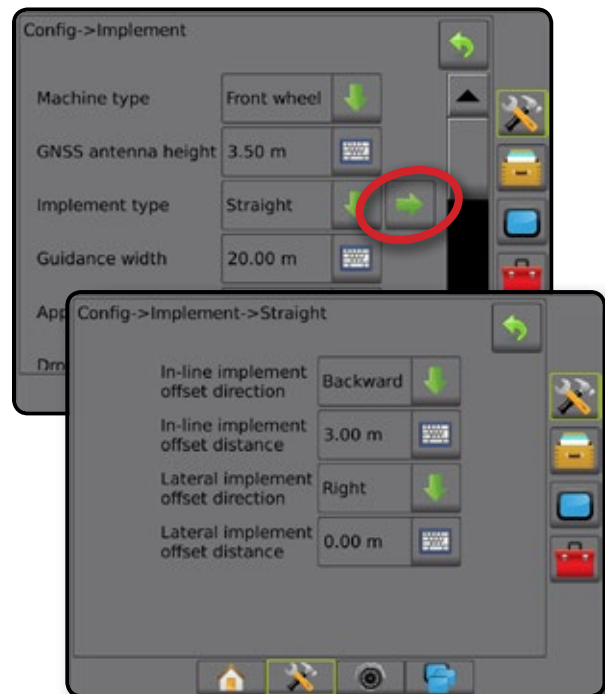 Config->Implement
Machine type Front wheel
GNSS antenna height 3.50 m
Implement type Straight
Guidance width 20.00 m
App
Config->Implement->Straight
In-line implement
offset direction Backward
In-line implement
offset distance 3.00 m
Lateral implement
offset direction Right
Lateral implement
offset distance 0.00 m